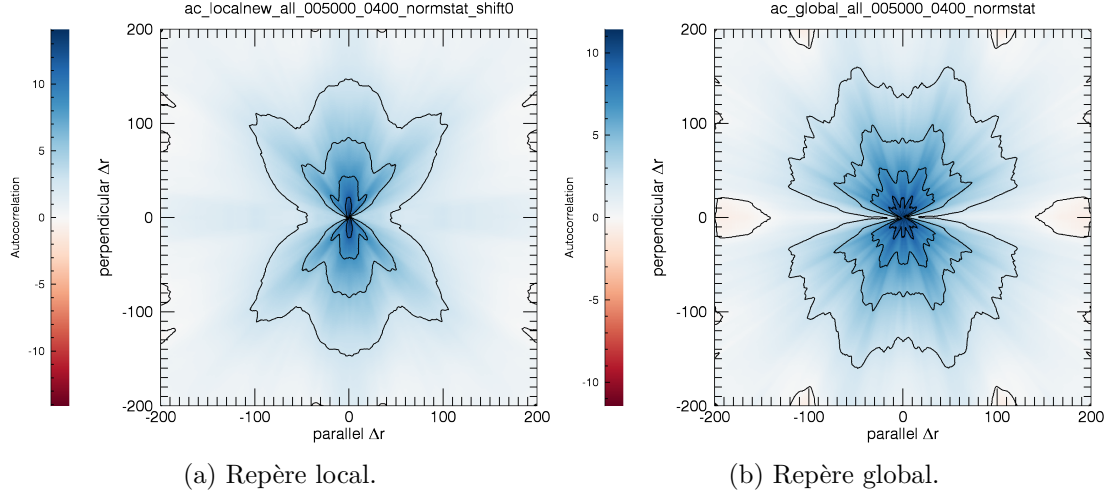 ac_localnew_all_005000_0400_normstat_shift0
10
5
0
-5
-10
Autocorrelation
200
100
0
-100
-200
perpendicular Δr
-200 -100 0 100 200
parallel Δr
(a) Repère local.
ac_global_all_005000_0400_normstat
10
5
0
-5
-10
Autocorrelation
200
100
0
-100
-200
perpendicular Δr
-200 -100 0 100 200
parallel Δr
(b) Repère global.